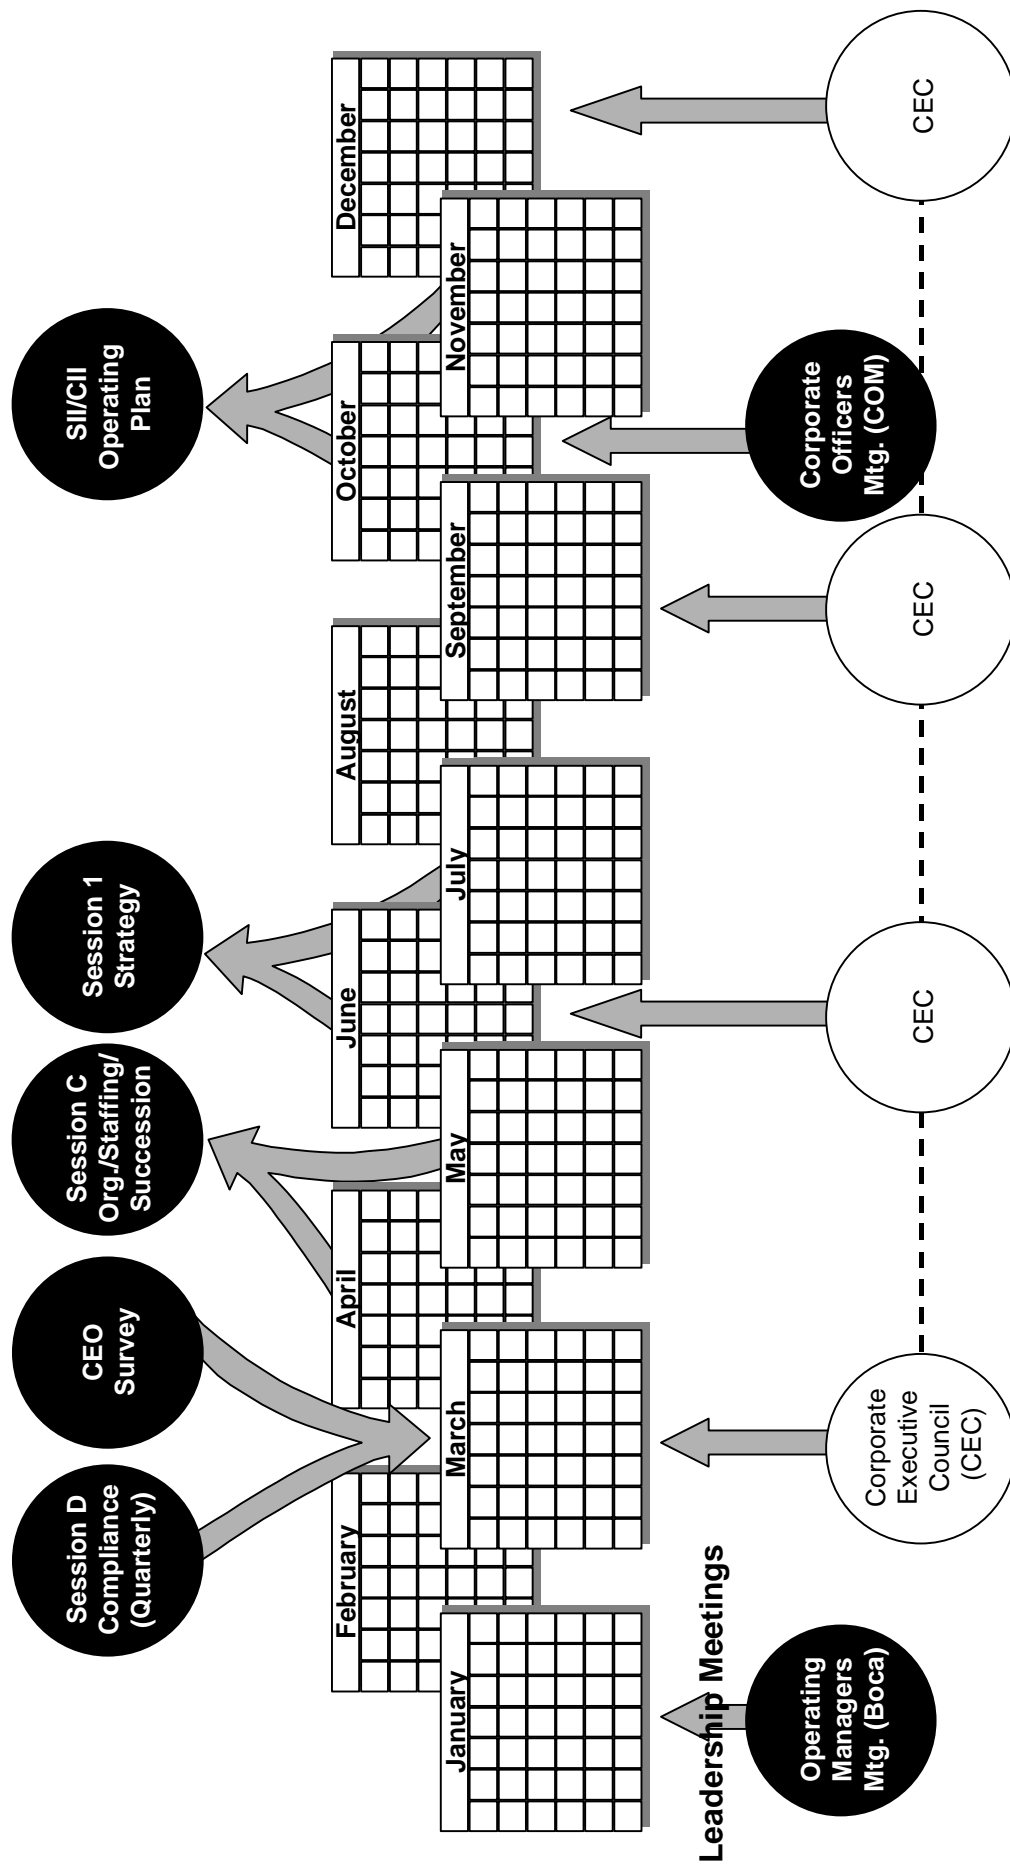 Session D
Compliance
(Quarterly)
CEO
Survey
Session C
Org./Staffing/
Succession
Session 1
Strategy
SII/CII
Operating
Plan
January
February
March
April
May
June
July
August
September
October
November
December
Leadership Meetings
Operating
Managers
Mtg. (Boca)
Corporate
Executive
Council
(CEC)
CEC
CEC
Corporate
Officers
Mtg. (COM)
CEC